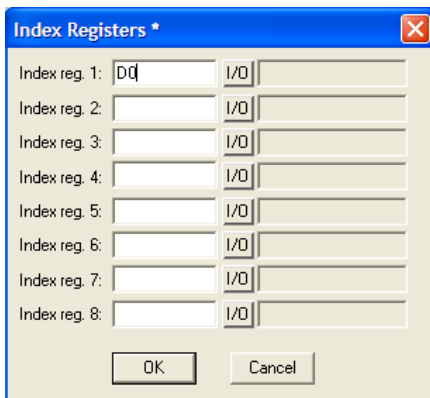 Index Registers *
Index reg. 1: D0 I/O
Index reg. 2: I/O
Index reg. 3: I/O
Index reg. 4: I/O
Index reg. 5: I/O
Index reg. 6: I/O
Index reg. 7: I/O
Index reg. 8: I/O
OK Cancel